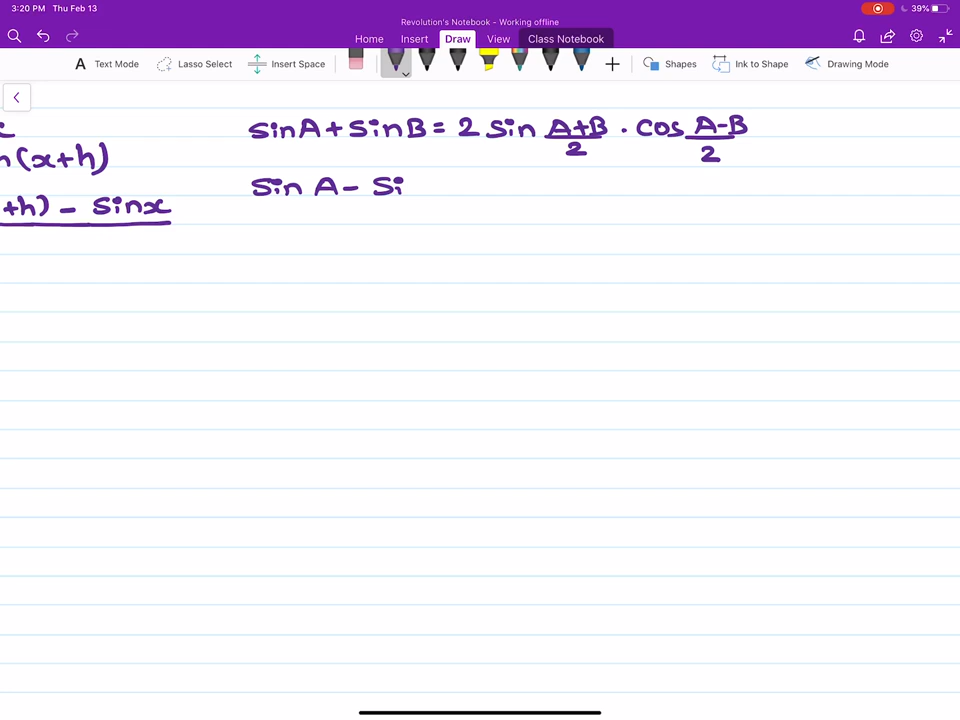 3:20 PM Thu Feb 13
39%
Revolution's Notebook - Working offline
Home Insert Draw View Class Notebook
Text Mode Lasso Select Insert Space Shapes Ink to Shape Drawing Mode
sinA + sinB = 2 sin (A+B)/2 · cos (A-B)/2
(x+h)
sin A - Si
+h) - sinx